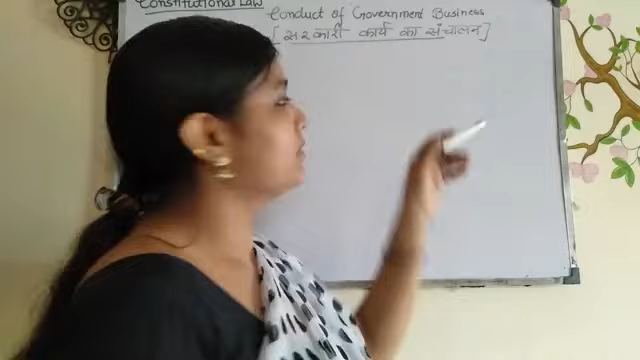 Constitutional Law
Conduct of Government Business
[ सरकारी कार्य का संचालन ]